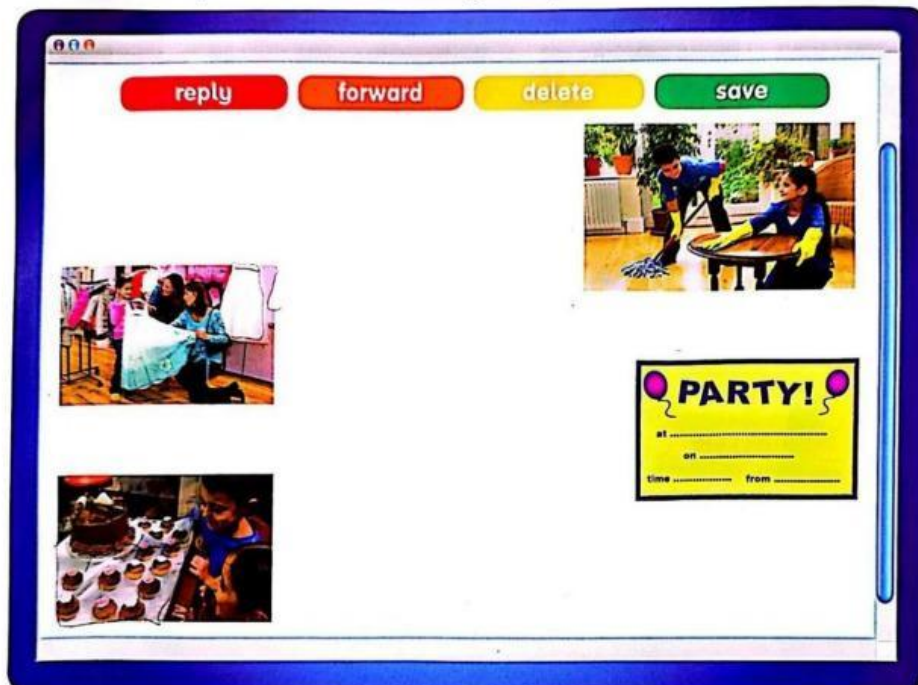 reply forward delete save
PARTY!
at ........................................
on ........................
time ............... from .................